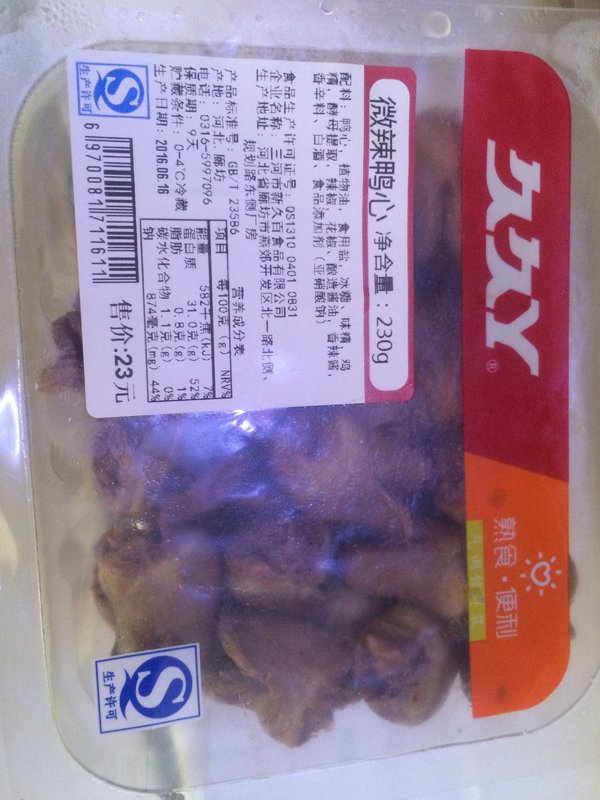 久久丫®
熟食·便利
微辣鸭心 净含量：230g
配料：鸭心、植物油、食用盐、冰糖、味精、鸡
精、酵母提取、辣椒、花椒、酿造酱油、香辣酱、
香辛料、白酒、食品添加剂（亚硝酸钠）
食品生产许可证号：QS1310 0401 0831
企业名称：三河市新久百食品有限公司
生产地址：河北省廊坊市燕郊开发区北一路北侧、
规划路东侧厂房
产品标准号：GB/T 23586
产地：河北．廊坊
电话：0316-5997096
保质期：9天
贮藏条件：0-4℃冷藏
生产日期：2016.06.16
营养成分表
项目 每100克（g） NRV%
能量 582千焦(kJ) 7%
蛋白质 31.0克(g) 52%
脂肪 0.8克(g) 1%
碳水化合物 1.1克(g) 0%
钠 874毫克(mg) 44%
生产许可
6970081711611
售价:23元
生产许可